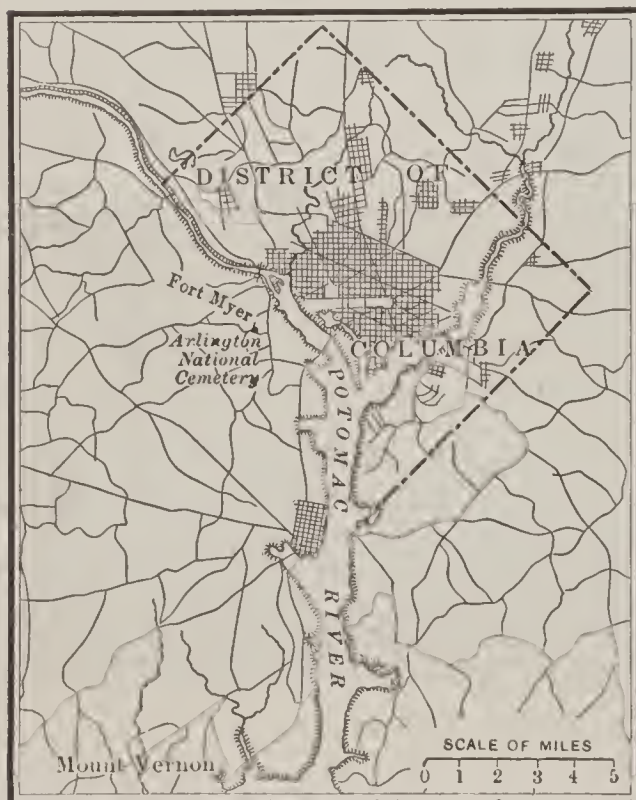 DISTRICT OF
Fort Myer
Arlington
National
Cemetery
COLUMBIA
POTOMAC
RIVER
Mount Vernon
SCALE OF MILES
0 1 2 3 4 5